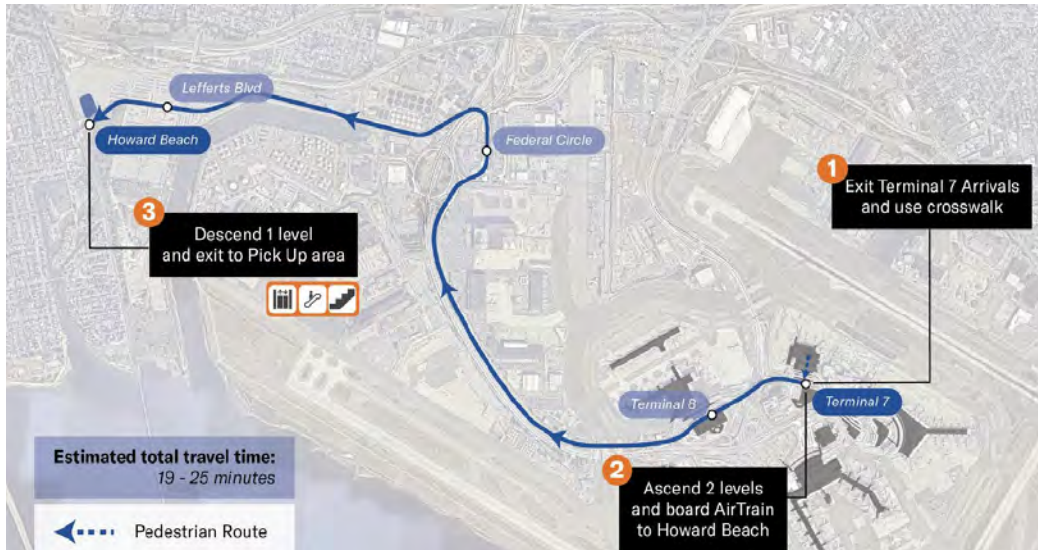 Lefferts Blvd
Howard Beach
Federal Circle
1
Exit Terminal 7 Arrivals
and use crosswalk
3
Descend 1 level
and exit to Pick Up area
Terminal 8
Terminal 7
2
Ascend 2 levels
and board AirTrain
to Howard Beach
Estimated total travel time:
19 - 25 minutes
Pedestrian Route